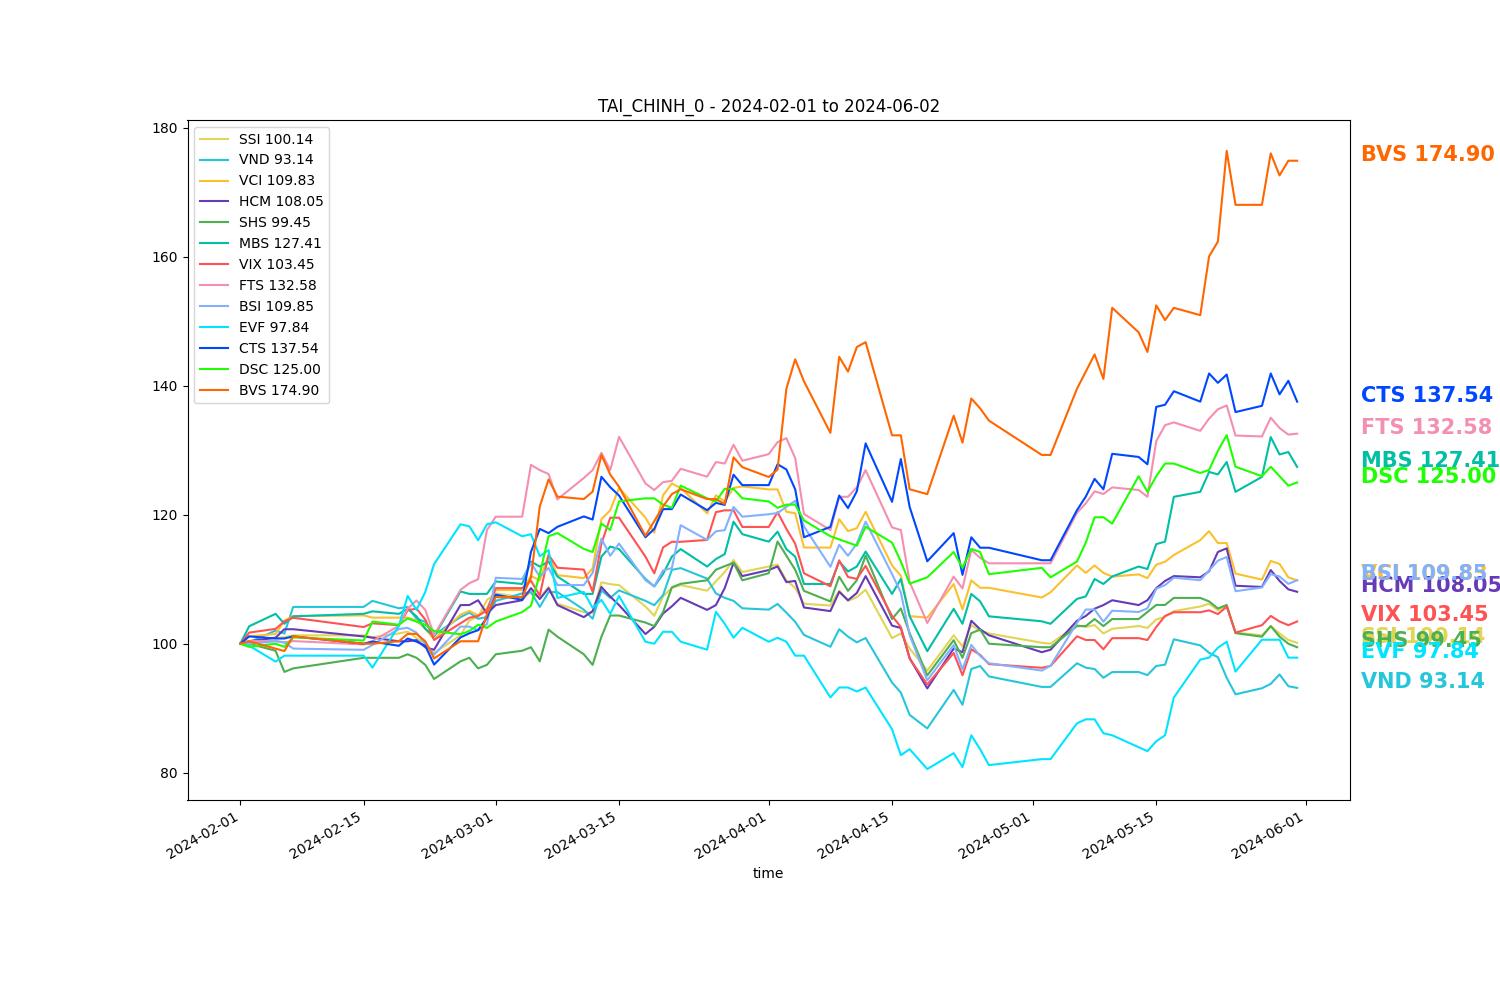 TAI_CHINH_0 - 2024-02-01 to 2024-06-02
180
160
140
120
100
80
SSI 100.14
VND 93.14
VCI 109.83
HCM 108.05
SHS 99.45
MBS 127.41
VIX 103.45
FTS 132.58
BSI 109.85
EVF 97.84
CTS 137.54
DSC 125.00
BVS 174.90
BVS 174.90
CTS 137.54
FTS 132.58
MBS 127.41
DSC 125.00
BSI 109.85
HCM 108.05
VIX 103.45
SSI 100.14
SHS 99.45
EVF 97.84
VND 93.14
2024-02-01
2024-02-15
2024-03-01
2024-03-15
2024-04-01
2024-04-15
2024-05-01
2024-05-15
2024-06-01
time